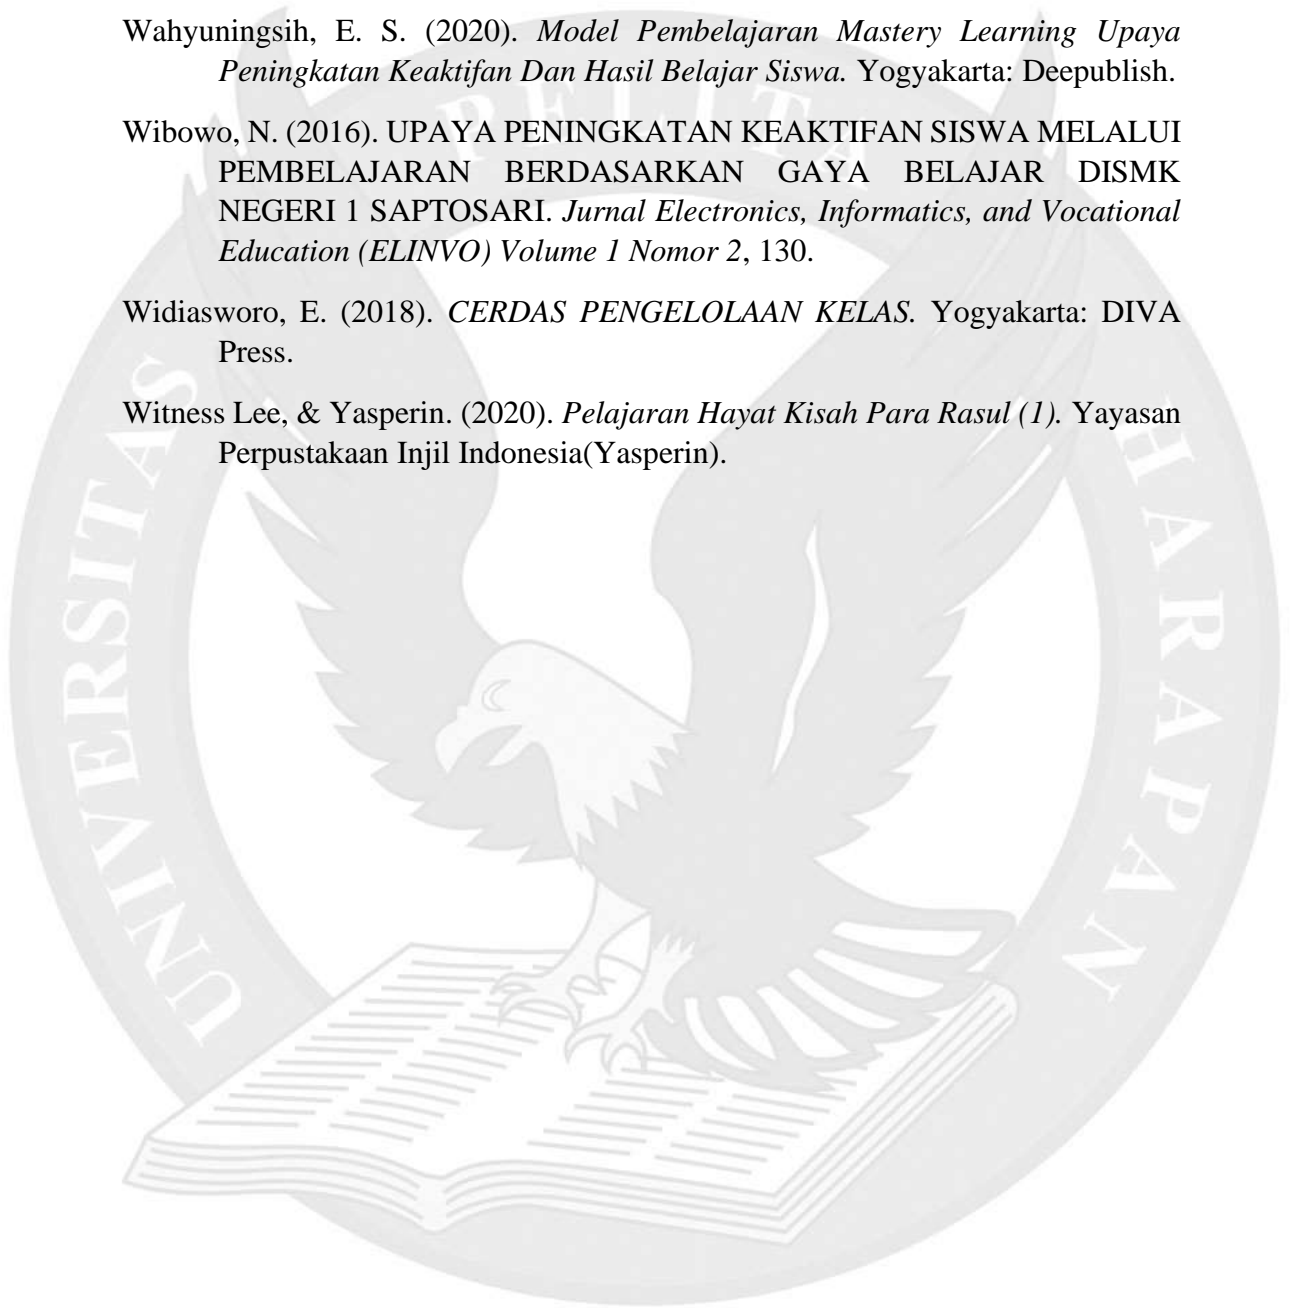 Wahyuningsih, E. S. (2020). Model Pembelajaran Mastery Learning Upaya
Peningkatan Keaktifan Dan Hasil Belajar Siswa. Yogyakarta: Deepublish.
Wibowo, N. (2016). UPAYA PENINGKATAN KEAKTIFAN SISWA MELALUI
PEMBELAJARAN BERDASARKAN GAYA BELAJAR DISMK
NEGERI 1 SAPTOSARI. Jurnal Electronics, Informatics, and Vocational
Education (ELINVO) Volume 1 Nomor 2, 130.
Widiasworo, E. (2018). CERDAS PENGELOLAAN KELAS. Yogyakarta: DIVA
Press.
Witness Lee, & Yasperin. (2020). Pelajaran Hayat Kisah Para Rasul (1). Yayasan
Perpustakaan Injil Indonesia(Yasperin).
UNIVERSITAS PELITA HARAPAN